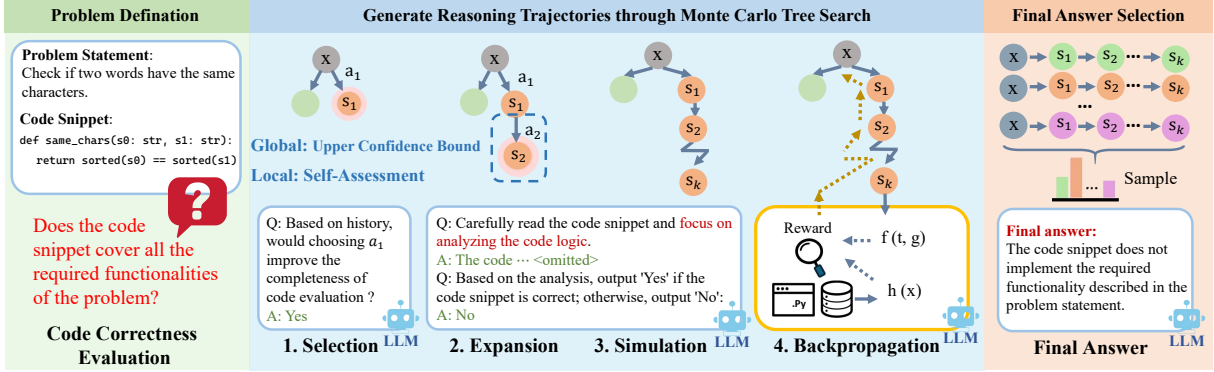 Problem Defination
Generate Reasoning Trajectories through Monte Carlo Tree Search
Final Answer Selection
Problem Statement:
Check if two words have the same
characters.
Code Snippet:
def same_chars(s0: str, s1: str):
return sorted(s0) == sorted(s1)
?
Does the code
snippet cover all the
required functionalities
of the problem?
Code Correctness
Evaluation
x
a1
s1
x
a1
s1
a2
s2
Global: Upper Confidence Bound
Local: Self-Assessment
x
s1
s2
sk
x
s1
s2
sk
Q: Based on history,
would choosing a1
improve the
completeness of
code evaluation ?
A: Yes
LLM
1. Selection
Q: Carefully read the code snippet and focus on
analyzing the code logic.
A: The code ··· <omitted>
Q: Based on the analysis, output 'Yes' if the
code snippet is correct; otherwise, output 'No':
A: No
LLM
2. Expansion
3. Simulation
Reward
f (t, g)
h (x)
.Py
LLM
4. Backpropagation
x s1 s2 ··· sk
x s1 s2 ··· sk
...
x s1 s2 ··· sk
...
Sample
Final answer:
The code snippet does not
implement the required
functionality described in the
problem statement.
LLM
Final Answer